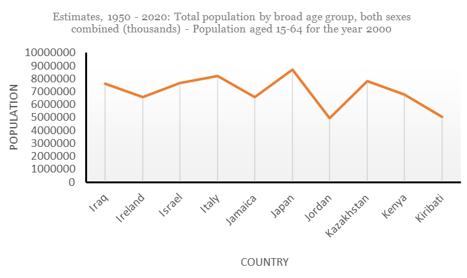 Estimates, 1950 - 2020: Total population by broad age group, both sexes
combined (thousands) - Population aged 15-64 for the year 2000
POPULATION
10000000
9000000
8000000
7000000
6000000
5000000
4000000
3000000
2000000
1000000
0
Iraq
Ireland
Israel
Italy
Jamaica
Japan
Jordan
Kazakhstan
Kenya
Kiribati
COUNTRY